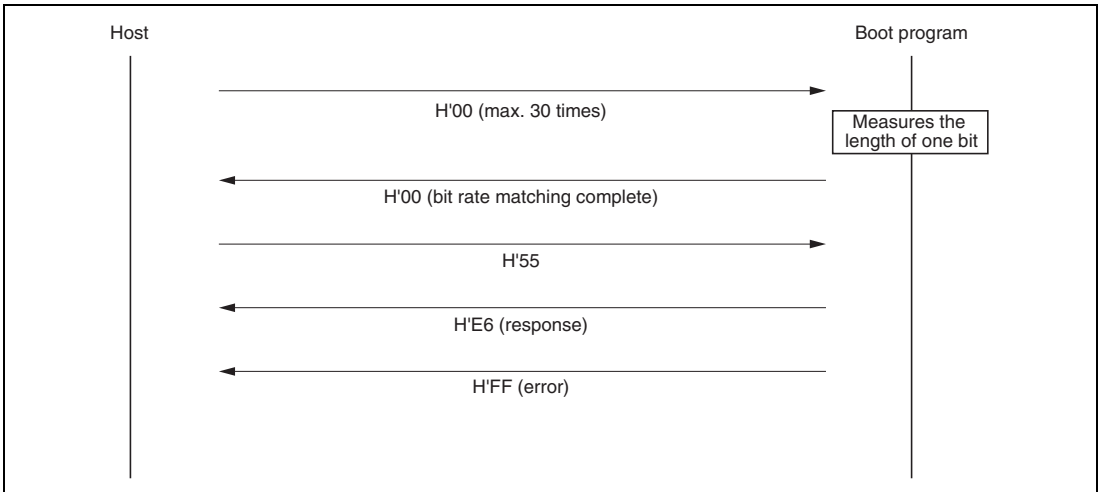 Host
Boot program
H'00 (max. 30 times)
Measures the
length of one bit
H'00 (bit rate matching complete)
H'55
H'E6 (response)
H'FF (error)